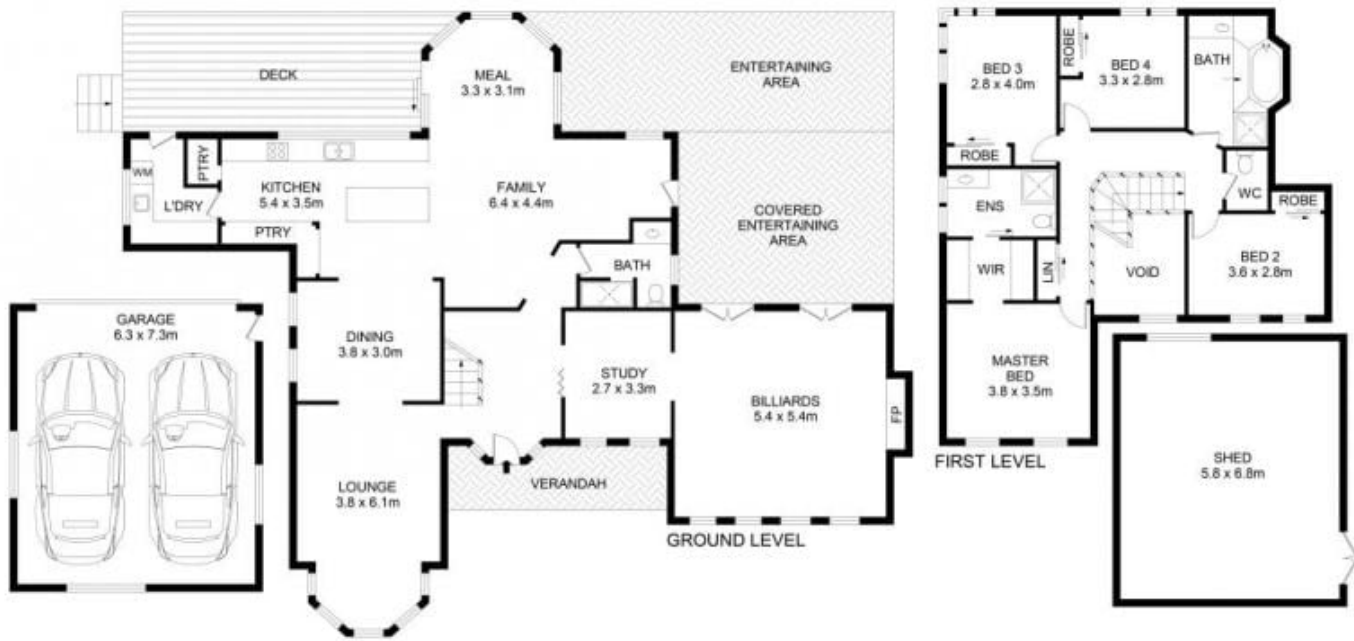 DECK
MEAL
3.3 x 3.1m
ENTERTAINING
AREA
WM
PTRY
L'DRY
KITCHEN
5.4 x 3.5m
PTRY
FAMILY
6.4 x 4.4m
COVERED
ENTERTAINING
AREA
BATH
GARAGE
6.3 x 7.3m
DINING
3.8 x 3.0m
STUDY
2.7 x 3.3m
BILLIARDS
5.4 x 5.4m
FP
LOUNGE
3.8 x 6.1m
VERANDAH
GROUND LEVEL
BED 3
2.8 x 4.0m
ROBE
BED 4
3.3 x 2.8m
BATH
ROBE
ENS
WC
ROBE
WIR
LIN
VOID
BED 2
3.6 x 2.8m
MASTER
BED
3.8 x 3.5m
FIRST LEVEL
SHED
5.8 x 6.8m